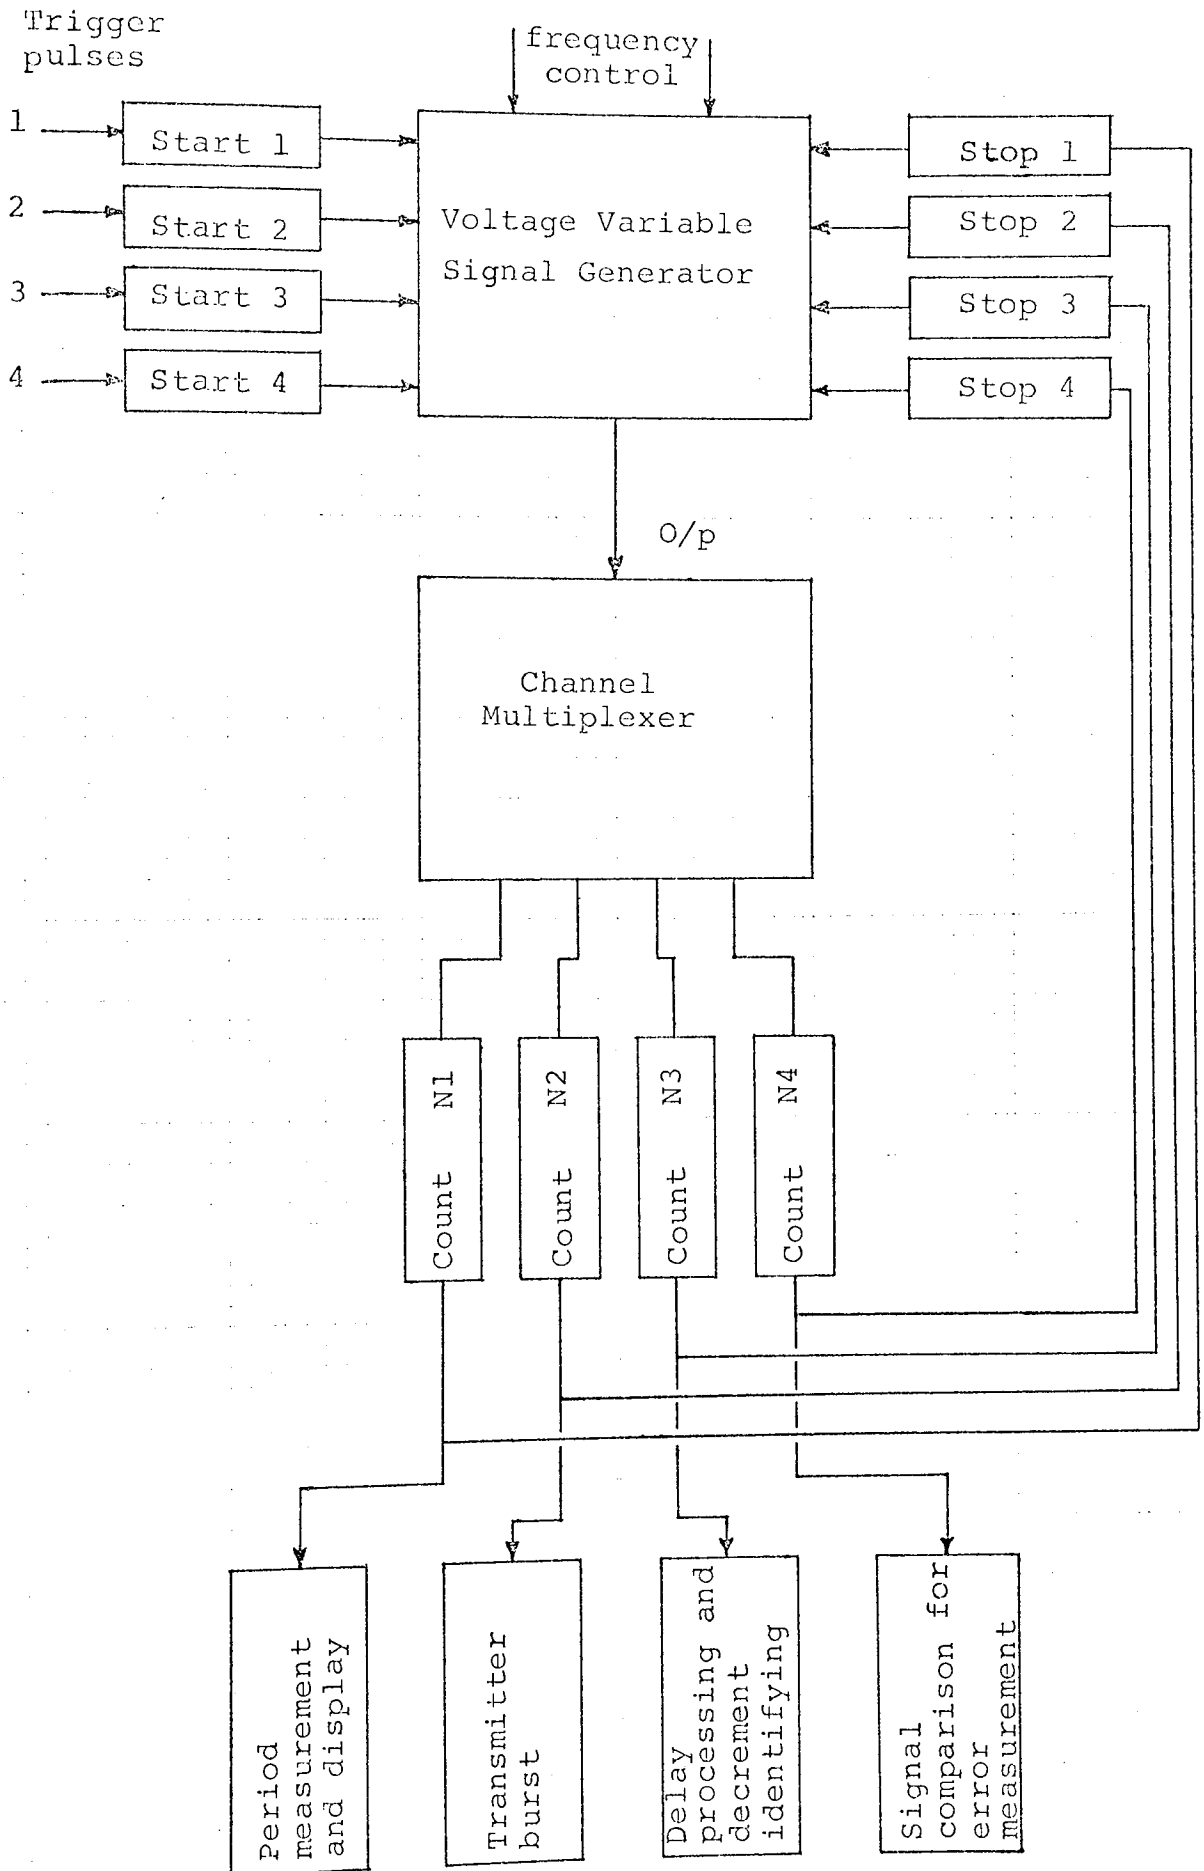 Trigger
pulses
frequency
control
1
Start 1
Stop 1
2
Start 2
Voltage Variable
Stop 2
3
Start 3
Signal Generator
Stop 3
4
Start 4
Stop 4
O/p
Channel
Multiplexer
Count N1
Count N2
Count N3
Count N4
Period
measurement
and display
Transmitter
burst
Delay
processing and
decrement
identifying
Signal
comparison for
error
measurement